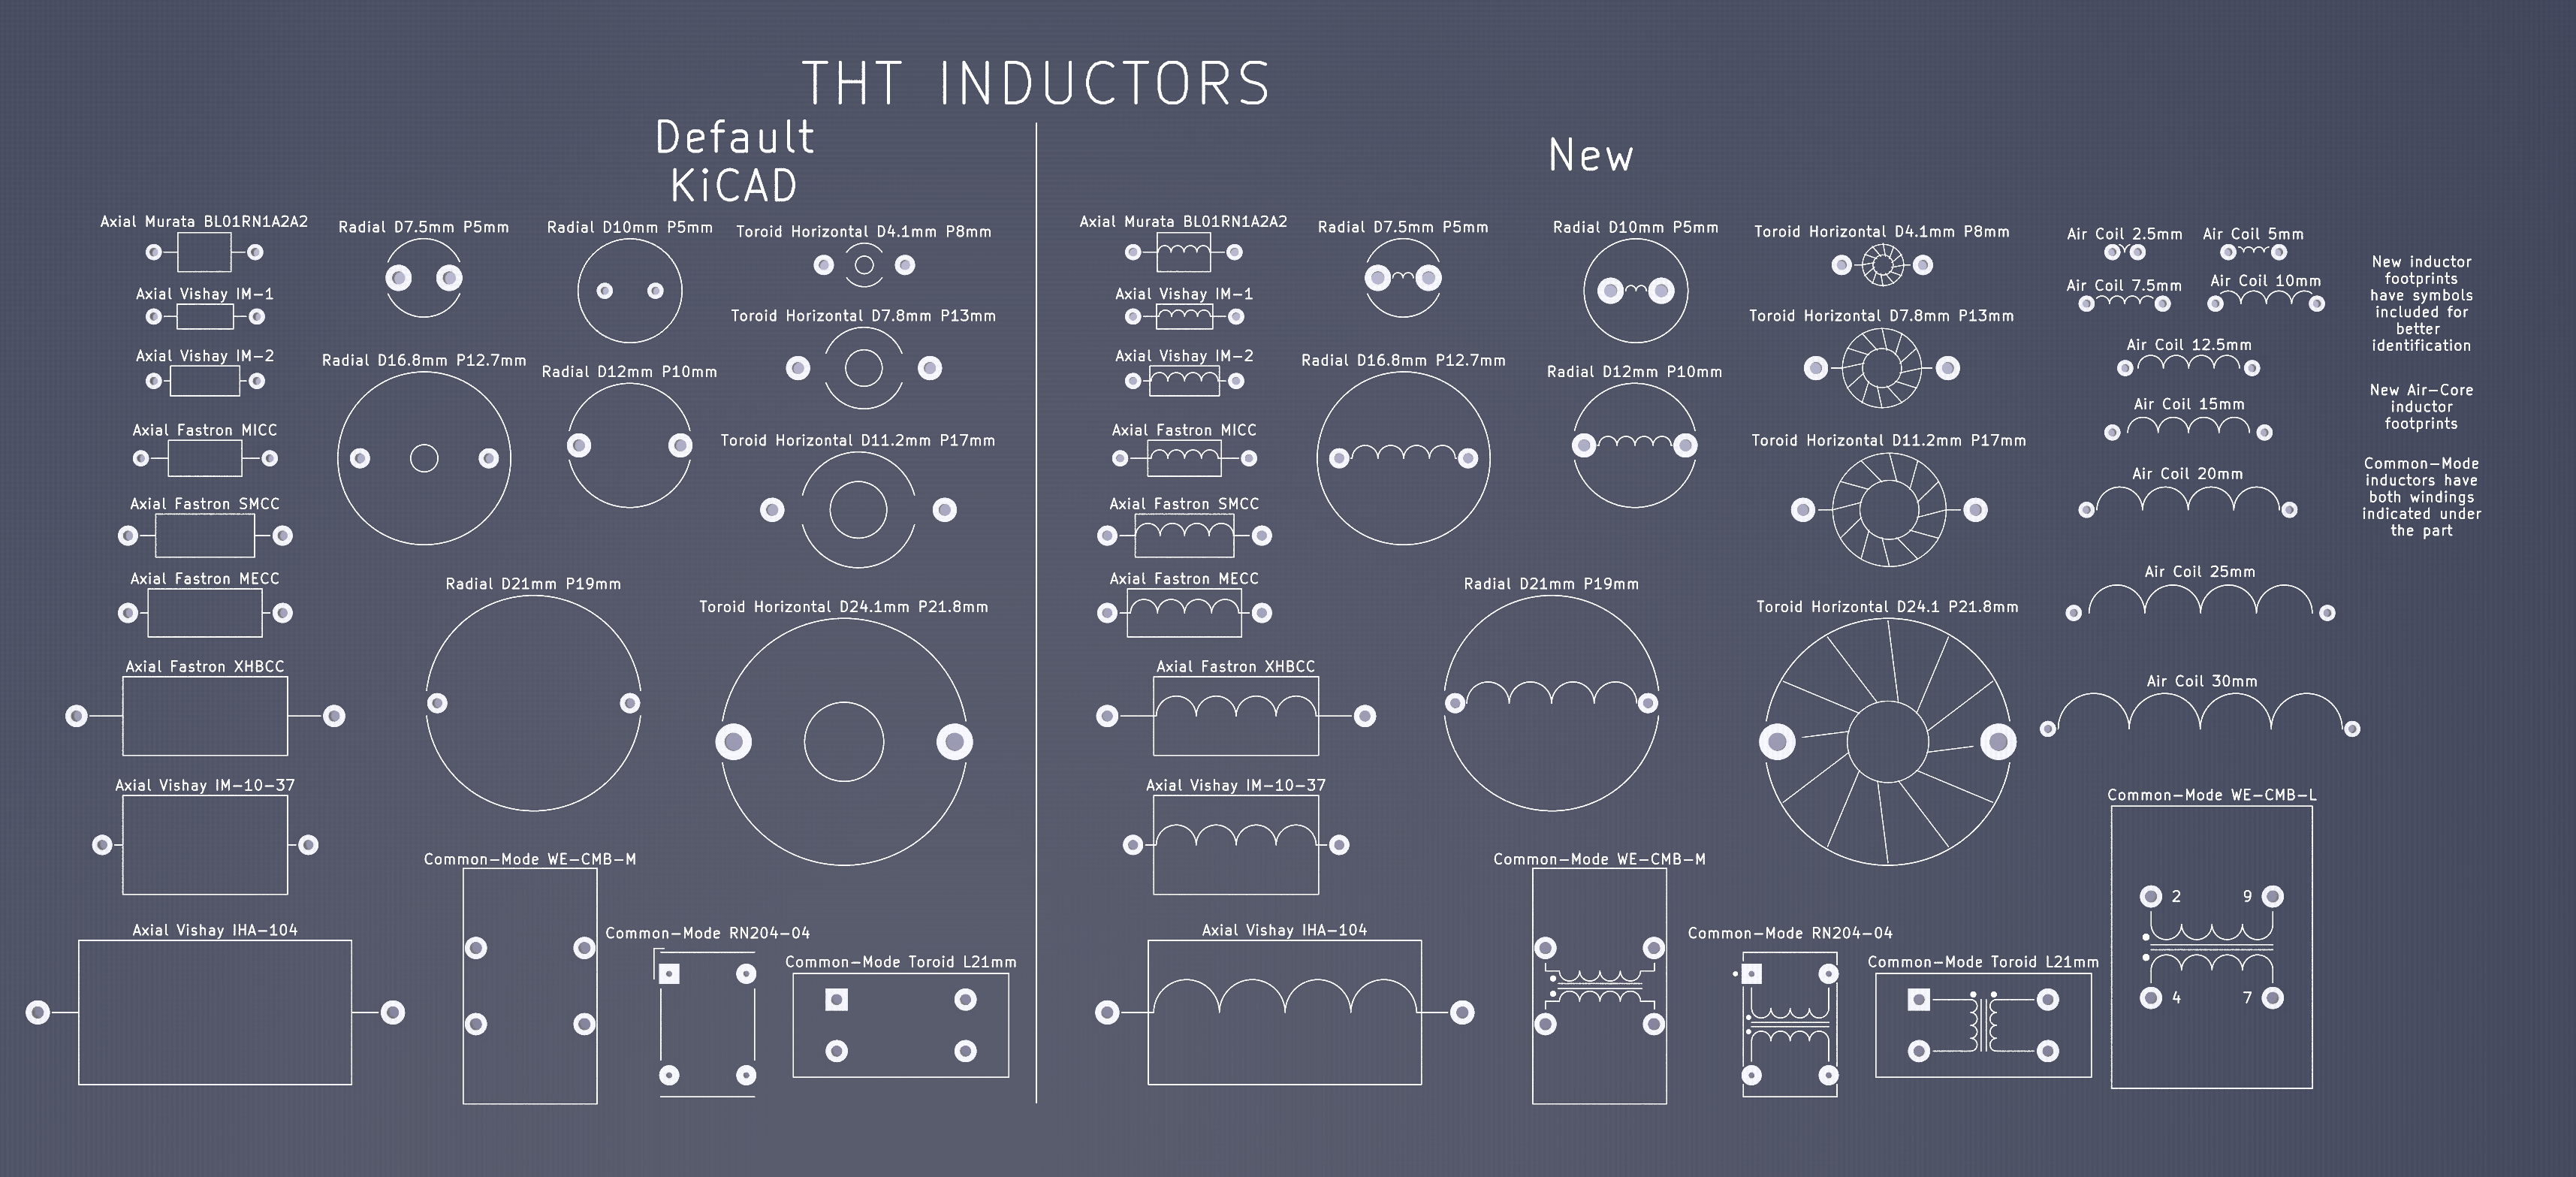 THT INDUCTORS
Default
KiCAD
Axial Murata BL01RN1A2A2
Radial D7.5mm P5mm
Radial D10mm P5mm
Toroid Horizontal D4.1mm P8mm
Axial Vishay IM-1
Toroid Horizontal D7.8mm P13mm
Axial Vishay IM-2
Radial D16.8mm P12.7mm
Radial D12mm P10mm
Axial Fastron MICC
Toroid Horizontal D11.2mm P17mm
Axial Fastron SMCC
Axial Fastron MECC
Radial D21mm P19mm
Toroid Horizontal D24.1mm P21.8mm
Axial Fastron XHBCC
Axial Vishay IM-10-37
Common-Mode WE-CMB-M
Axial Vishay IHA-104
Common-Mode RN204-04
Common-Mode Toroid L21mm
New
Axial Murata BL01RN1A2A2
Radial D7.5mm P5mm
Radial D10mm P5mm
Toroid Horizontal D4.1mm P8mm
Air Coil 2.5mm
Air Coil 5mm
Axial Vishay IM-1
Toroid Horizontal D7.8mm P13mm
Air Coil 7.5mm
Air Coil 10mm
Axial Vishay IM-2
Radial D16.8mm P12.7mm
Radial D12mm P10mm
Air Coil 12.5mm
Axial Fastron MICC
Toroid Horizontal D11.2mm P17mm
Air Coil 15mm
Axial Fastron SMCC
Air Coil 20mm
Axial Fastron MECC
Radial D21mm P19mm
Toroid Horizontal D24.1 P21.8mm
Air Coil 25mm
Axial Fastron XHBCC
Air Coil 30mm
Axial Vishay IM-10-37
Common-Mode WE-CMB-M
Common-Mode WE-CMB-L
2
9
4
7
Axial Vishay IHA-104
Common-Mode RN204-04
Common-Mode Toroid L21mm
New inductor
footprints
have symbols
included for
better
identification
New Air-Core
inductor
footprints
Common-Mode
inductors have
both windings
indicated under
the part